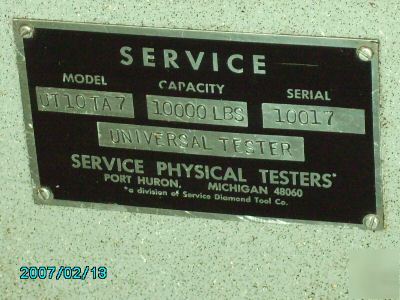 SERVICE
MODEL CAPACITY SERIAL
UT10TA7 10000 LBS 10017
UNIVERSAL TESTER
SERVICE PHYSICAL TESTERS*
PORT HURON, MICHIGAN 48060
*a division of Service Diamond Tool Co.
2007/02/13